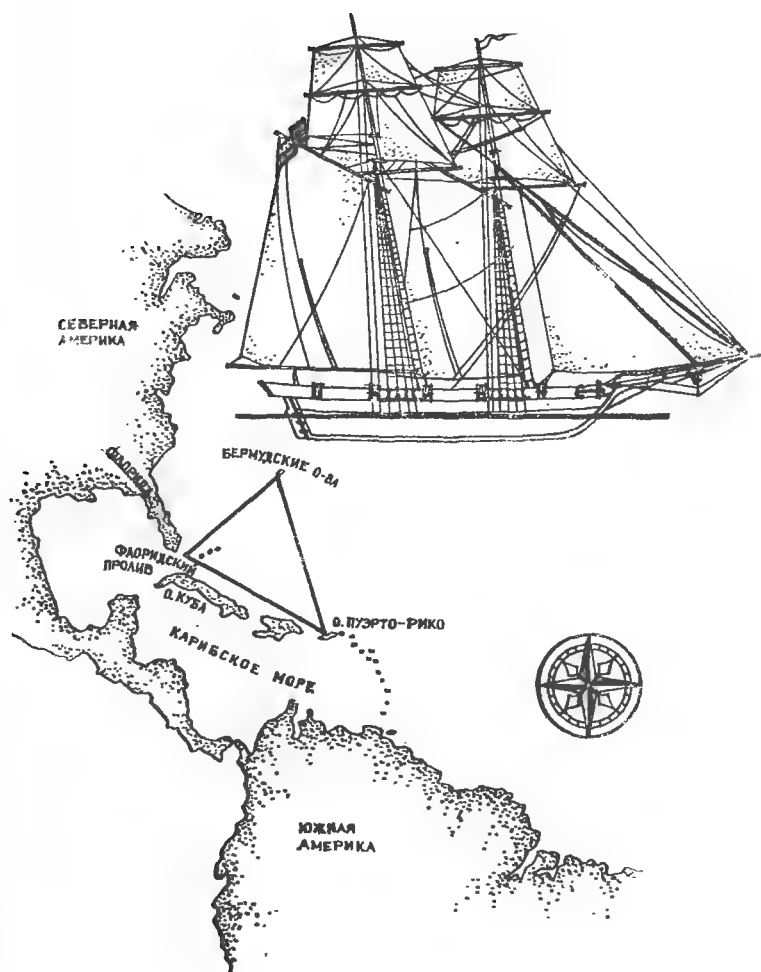 СЕВЕРНАЯ
АМЕРИКА
ФЛОРИДА
БЕРМУДСКИЕ О-ВА
ФЛОРИДСКИЙ
ПРОЛИВ
О. КУБА
О. ПУЭРТО-РИКО
КАРИБСКОЕ МОРЕ
ЮЖНАЯ
АМЕРИКА